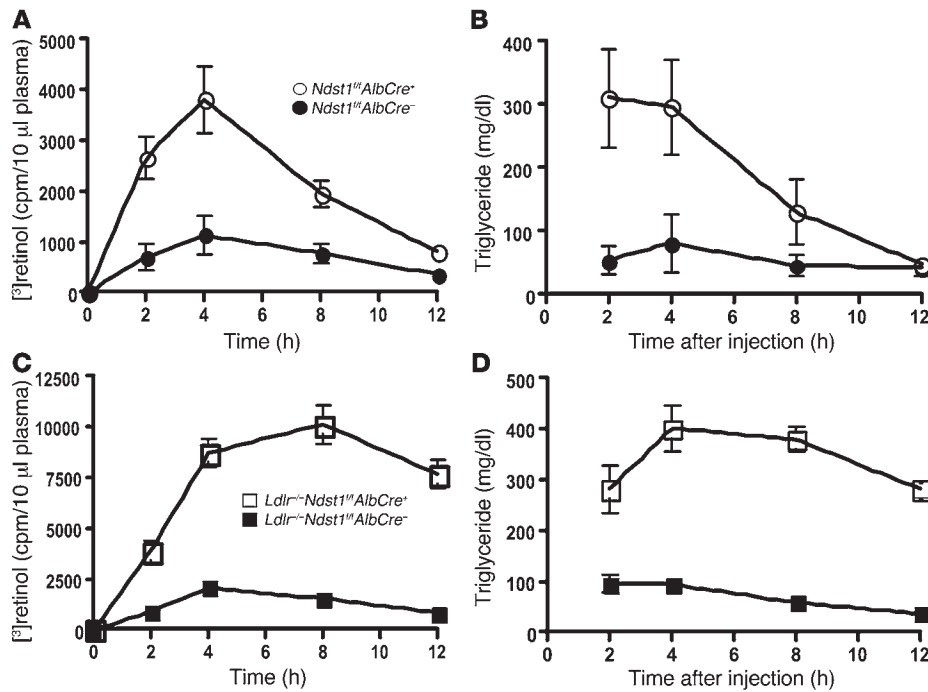 A
[³]retinol (cpm/10 µl plasma)
5000
4000
3000
2000
1000
0
Ndst1f/fAlbCre⁺
Ndst1f/fAlbCre⁻
0 2 4 6 8 10 12
Time (h)
B
Triglyceride (mg/dl)
400
300
200
100
0
0 2 4 6 8 10 12
Time after injection (h)
C
[³]retinol (cpm/10 µl plasma)
12500
10000
7500
5000
2500
0
Ldlr⁻/⁻Ndst1f/fAlbCre⁺
Ldlr⁻/⁻Ndst1f/fAlbCre⁻
0 2 4 6 8 10 12
Time (h)
D
Triglyceride (mg/dl)
500
400
300
200
100
0
0 2 4 6 8 10 12
Time after injection (h)